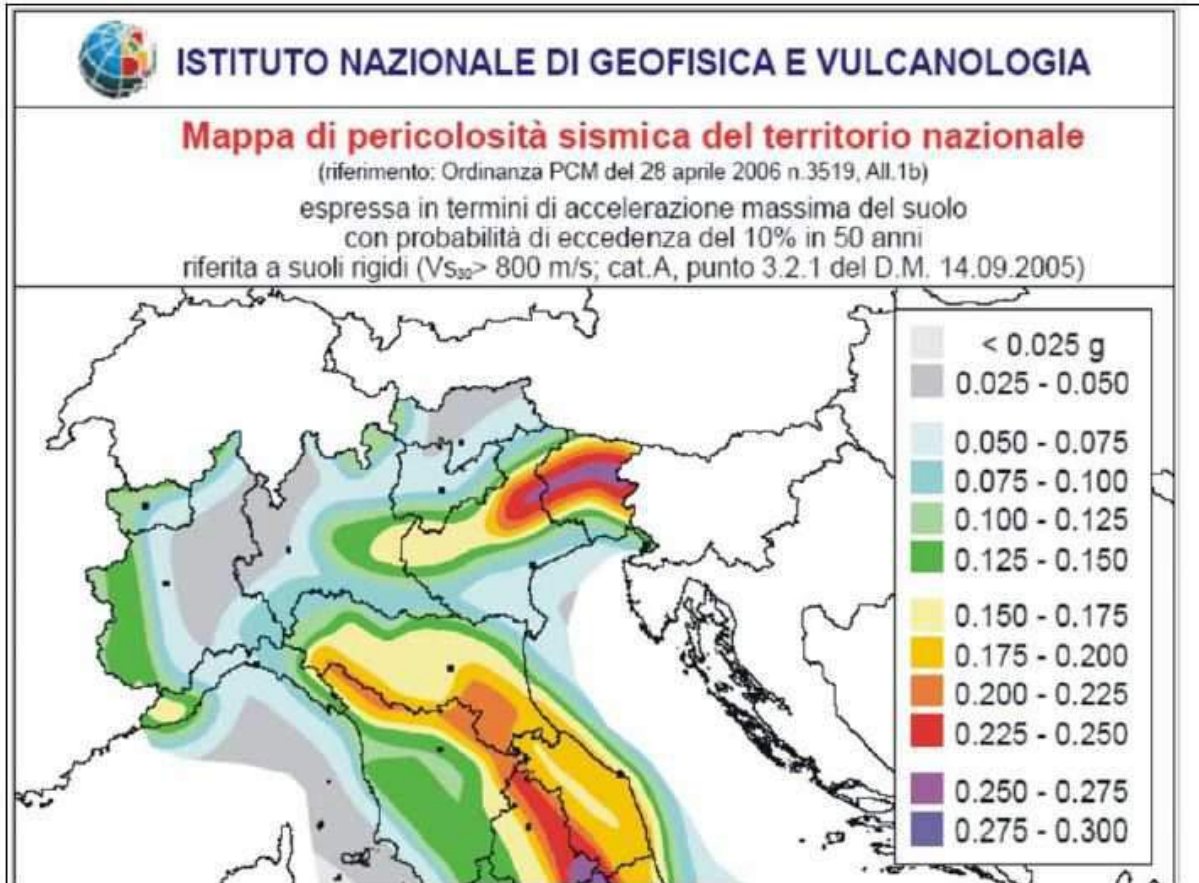 ISTITUTO NAZIONALE DI GEOFISICA E VULCANOLOGIA
Mappa di pericolosità sismica del territorio nazionale
(riferimento: Ordinanza PCM del 28 aprile 2006 n.3519, All.1b)
espressa in termini di accelerazione massima del suolo
con probabilità di eccedenza del 10% in 50 anni
riferita a suoli rigidi (Vs₃₀> 800 m/s; cat.A, punto 3.2.1 del D.M. 14.09.2005)
< 0.025 g
0.025 - 0.050
0.050 - 0.075
0.075 - 0.100
0.100 - 0.125
0.125 - 0.150
0.150 - 0.175
0.175 - 0.200
0.200 - 0.225
0.225 - 0.250
0.250 - 0.275
0.275 - 0.300